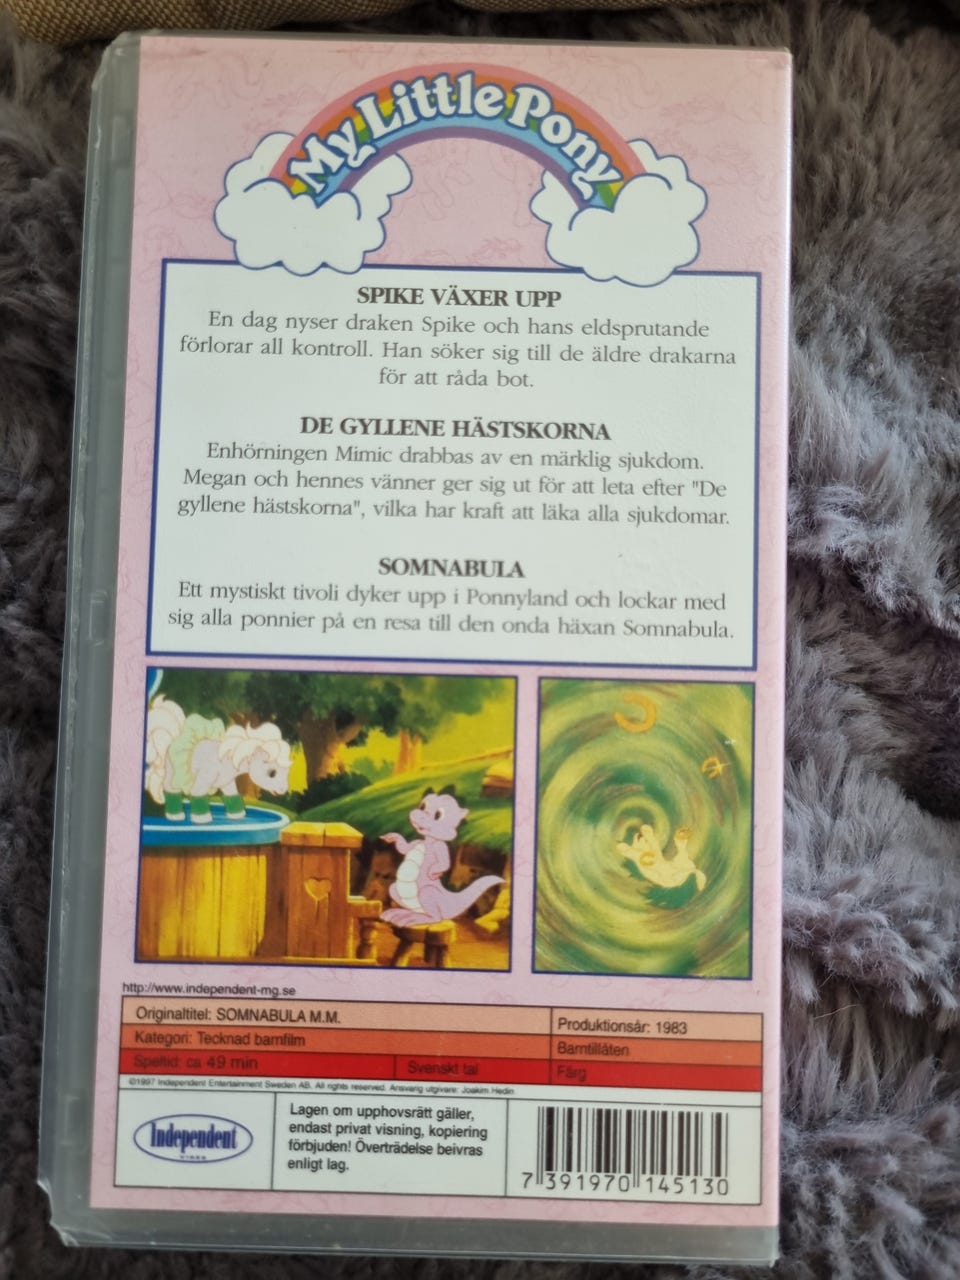 My Little Pony
SPIKE VÄXER UPP
En dag nyser draken Spike och hans eldsprutande
förlorar all kontroll. Han söker sig till de äldre drakarna
för att råda bot.
DE GYLLENE HÄSTSKORNA
Enhörningen Mimic drabbas av en märklig sjukdom.
Megan och hennes vänner ger sig ut för att leta efter "De
gyllene hästskorna", vilka har kraft att läka alla sjukdomar.
SOMNABULA
Ett mystiskt tivoli dyker upp i Ponnyland och lockar med
sig alla ponnier på en resa till den onda häxan Somnabula.
http://www.independent-mg.se
Originaltitel: SOMNABULA M.M.
Produktionsår: 1983
Kategori: Tecknad barnfilm
Barntillåten
Speltid: ca 49 min
Svenskt tal
Färg
©1997 Independent Entertainment Sweden AB. All rights reserved. Ansvarig utgivare: Joakim Hedin
Independent
VIDEO
Lagen om upphovsrätt gäller,
endast privat visning, kopiering
förbjuden! Överträdelse beivras
enligt lag.
7 391970 145130